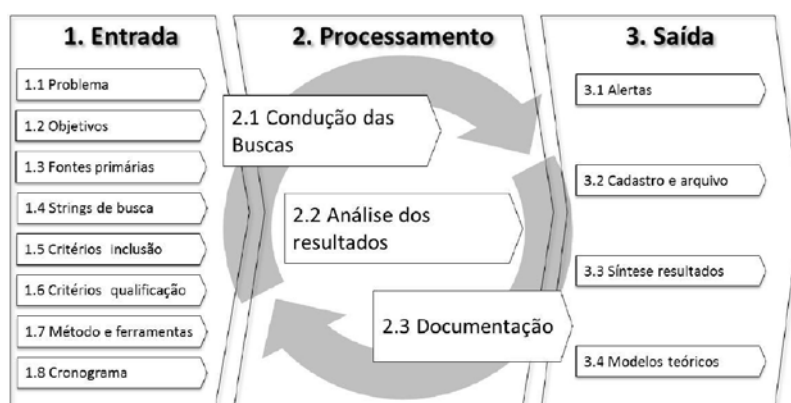 1. Entrada
1.1 Problema
1.2 Objetivos
1.3 Fontes primárias
1.4 Strings de busca
1.5 Critérios Inclusão
1.6 Critérios qualificação
1.7 Método e ferramentas
1.8 Cronograma
2. Processamento
2.1 Condução das
Buscas
2.2 Análise dos
resultados
2.3 Documentação
3. Saída
3.1 Alertas
3.2 Cadastro e arquivo
3.3 Síntese resultados
3.4 Modelos teóricos